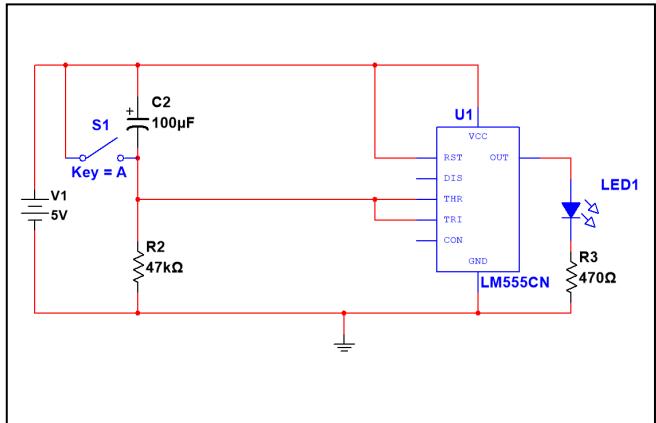 C2
+
100µF
S1
Key = A
V1
5V
R2
47kΩ
U1
VCC
RST
OUT
DIS
THR
TRI
CON
GND
LM555CN
LED1
R3
470Ω